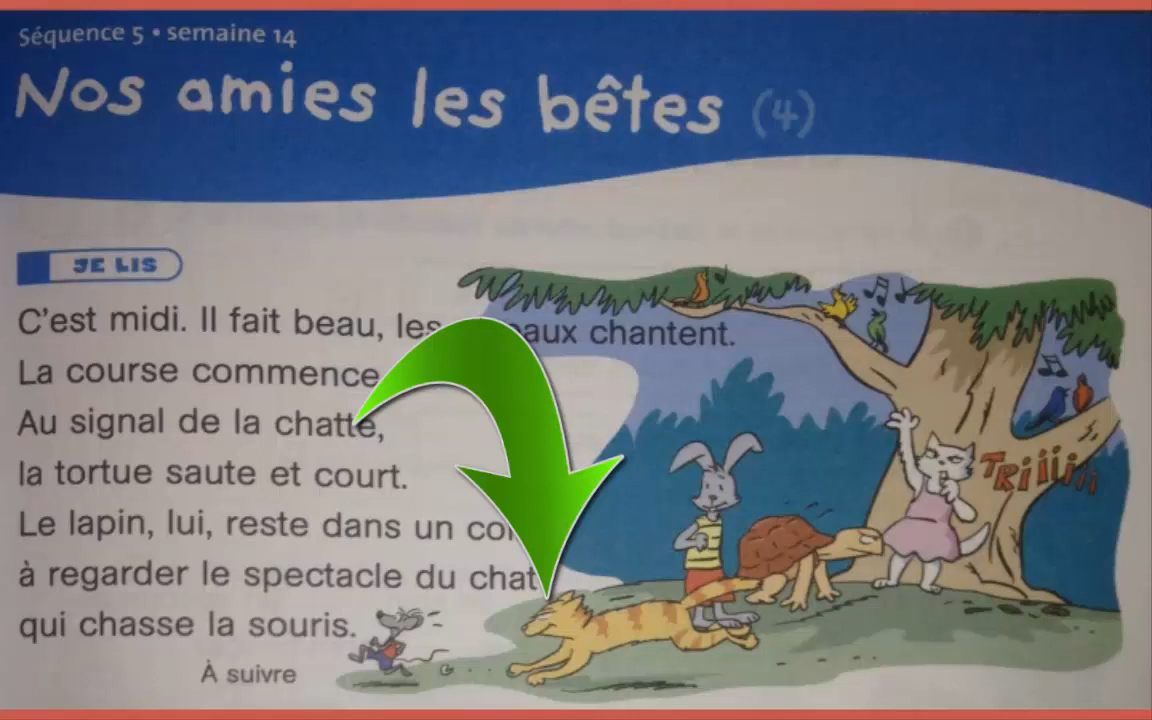 Séquence 5 • semaine 14
Nos amies les bêtes (4)
JE LIS
C'est midi. Il fait beau, les chantent.
La course commence
Au signal de la chatte,
la tortue saute et court.
Le lapin, lui, reste dans un
à regarder le spectacle du chat
qui chasse la souris.
À suivre
TRiiiiiii